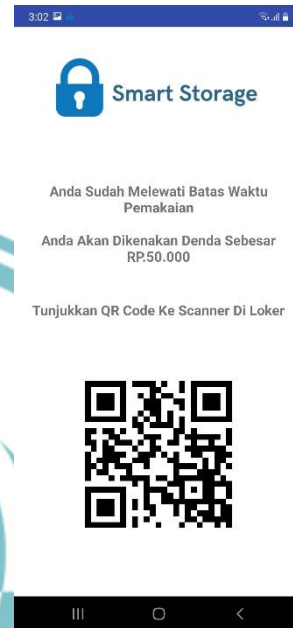 3:02
Smart Storage
Anda Sudah Melewati Batas Waktu
Pemakaian
Anda Akan Dikenakan Denda Sebesar
RP.50.000
Tunjukkan QR Code Ke Scanner Di Loker